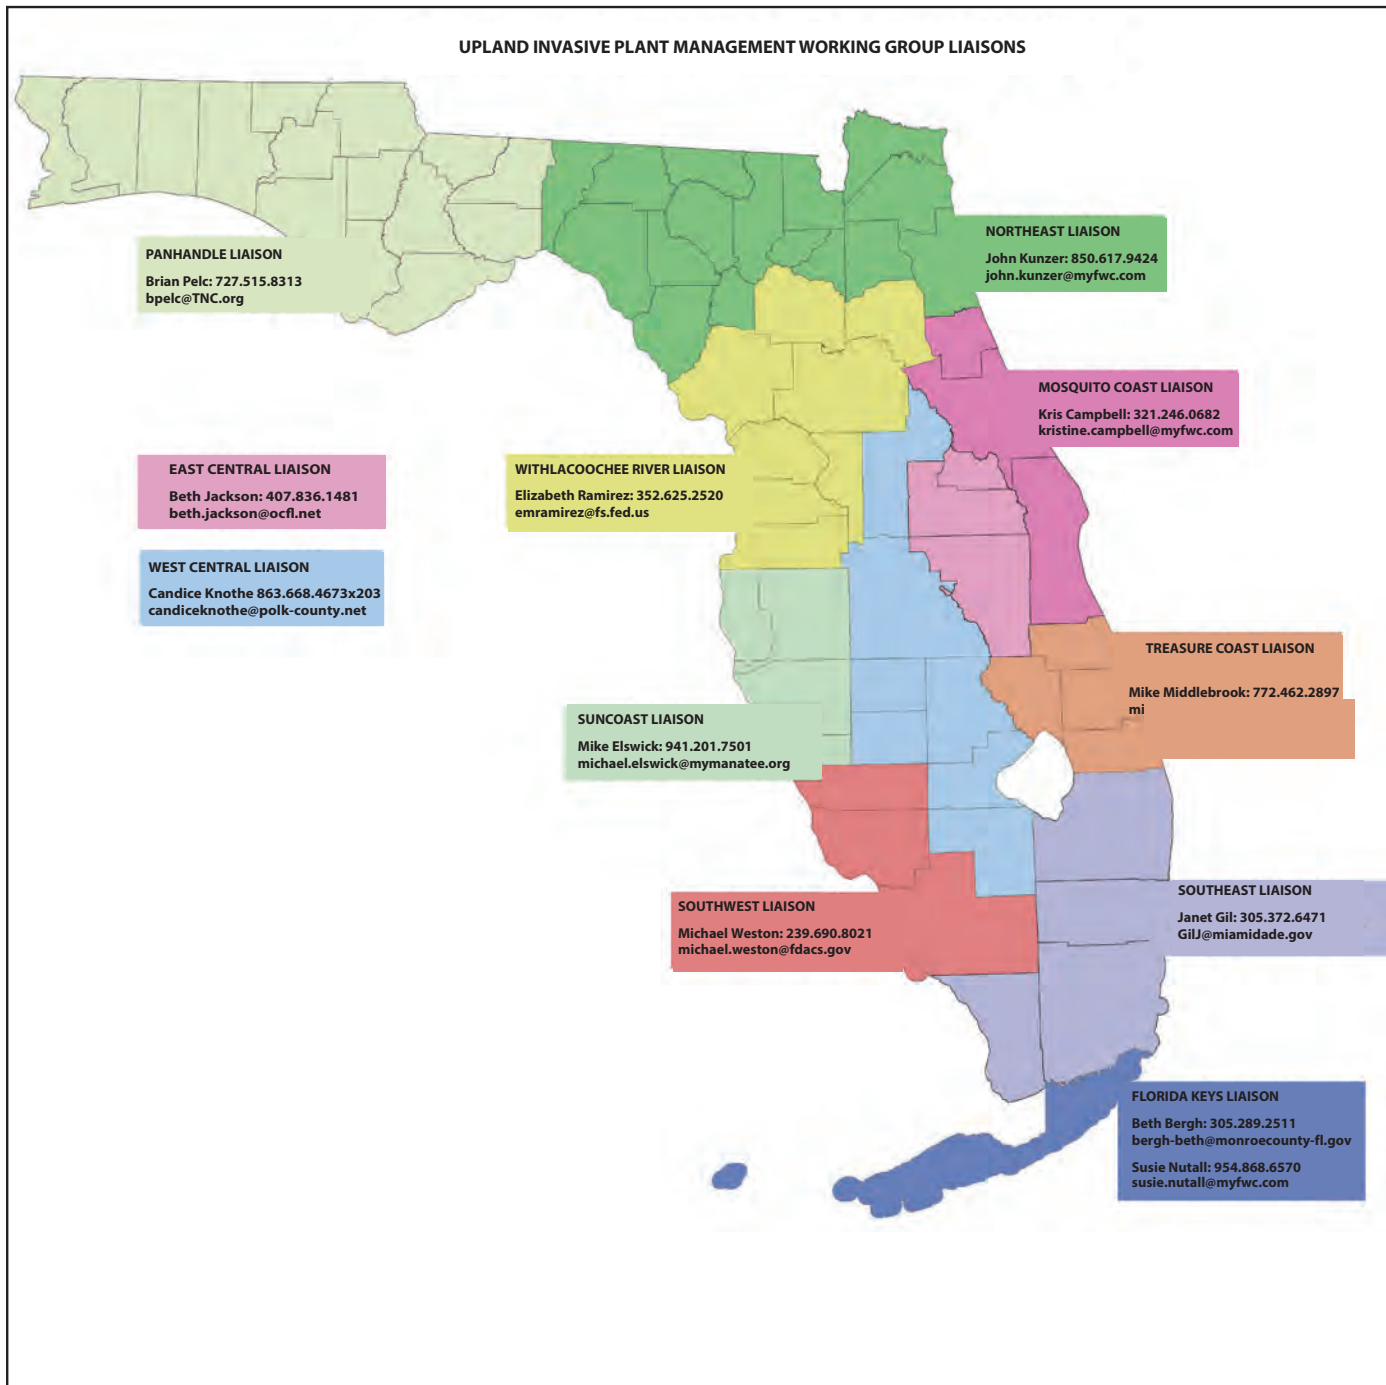 UPLAND INVASIVE PLANT MANAGEMENT WORKING GROUP LIAISONS
PANHANDLE LIAISON
Brian Pelc: 727.515.8313
bpelc@TNC.org
NORTHEAST LIAISON
John Kunzer: 850.617.9424
john.kunzer@myfwc.com
MOSQUITO COAST LIAISON
Kris Campbell: 321.246.0682
kristine.campbell@myfwc.com
EAST CENTRAL LIAISON
Beth Jackson: 407.836.1481
beth.jackson@ocfl.net
WITHLACOOCHEE RIVER LIAISON
Elizabeth Ramirez: 352.625.2520
emramirez@fs.fed.us
WEST CENTRAL LIAISON
Candice Knothe 863.668.4673x203
candiceknothe@polk-county.net
TREASURE COAST LIAISON
Mike Middlebrook: 772.462.2897
mi
SUNCOAST LIAISON
Mike Elswick: 941.201.7501
michael.elswick@mymanatee.org
SOUTHWEST LIAISON
Michael Weston: 239.690.8021
michael.weston@fdacs.gov
SOUTHEAST LIAISON
Janet Gil: 305.372.6471
GilJ@miamidade.gov
FLORIDA KEYS LIAISON
Beth Bergh: 305.289.2511
bergh-beth@monroecounty-fl.gov
Susie Nutall: 954.868.6570
susie.nutall@myfwc.com